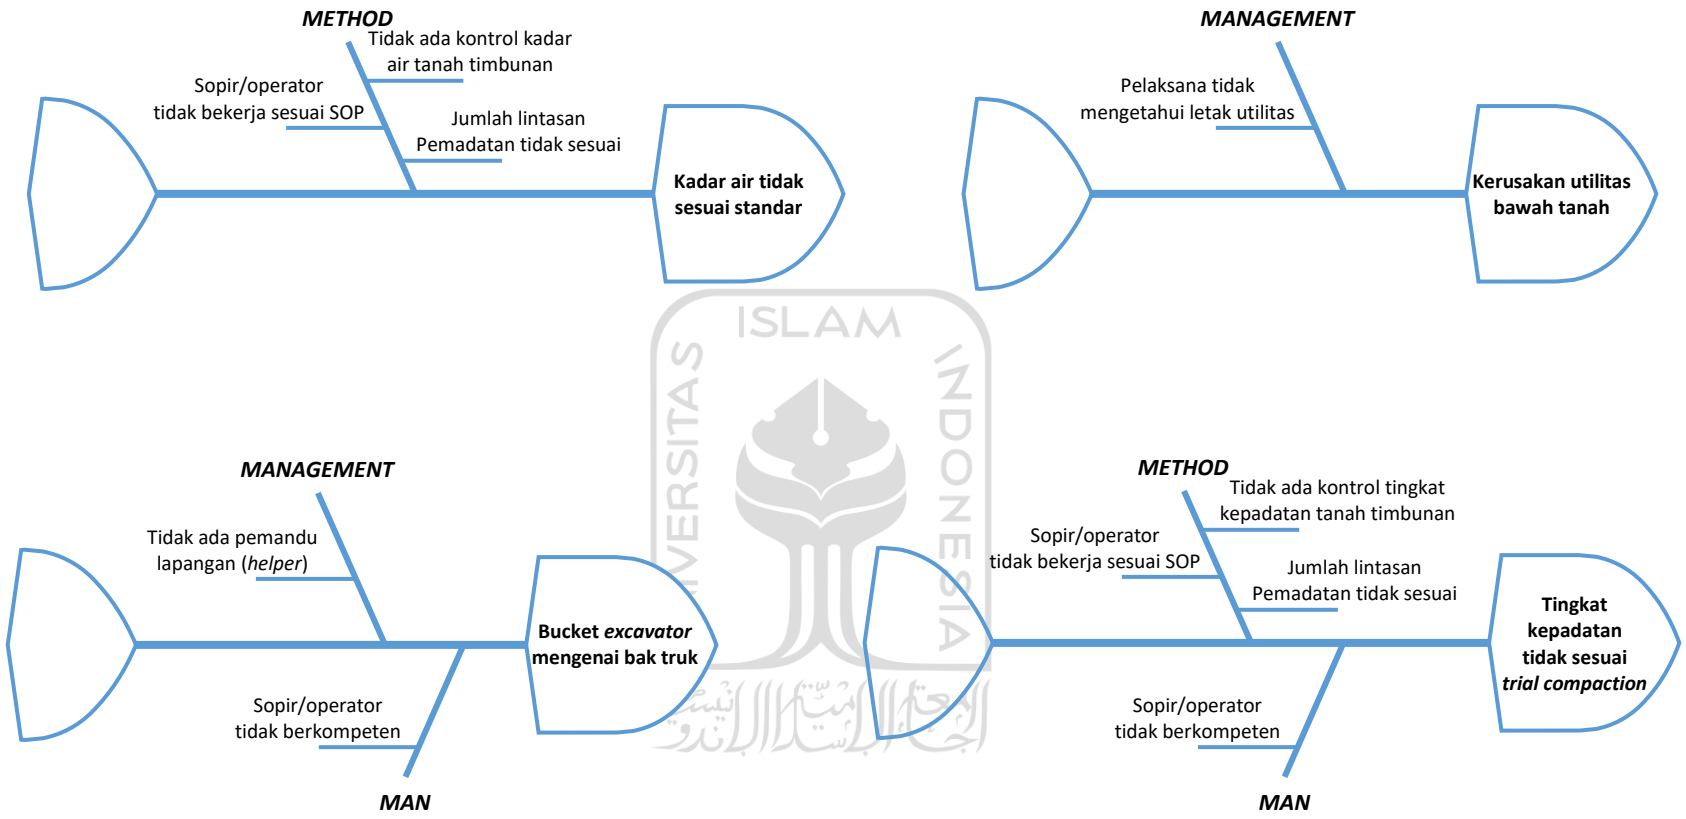 METHOD
Tidak ada kontrol kadar
air tanah timbunan
Sopir/operator
tidak bekerja sesuai SOP
Jumlah lintasan
Pemadatan tidak sesuai
Kadar air tidak
sesuai standar
MANAGEMENT
Pelaksana tidak
mengetahui letak utilitas
Kerusakan utilitas
bawah tanah
ISLAM
UNIVERSITAS
INDONESIA
MANAGEMENT
Tidak ada pemandu
lapangan (helper)
Bucket excavator
mengenai bak truk
Sopir/operator
tidak berkompeten
MAN
METHOD
Tidak ada kontrol tingkat
kepadatan tanah timbunan
Sopir/operator
tidak bekerja sesuai SOP
Jumlah lintasan
Pemadatan tidak sesuai
Tingkat
kepadatan
tidak sesuai
trial compaction
Sopir/operator
tidak berkompeten
MAN